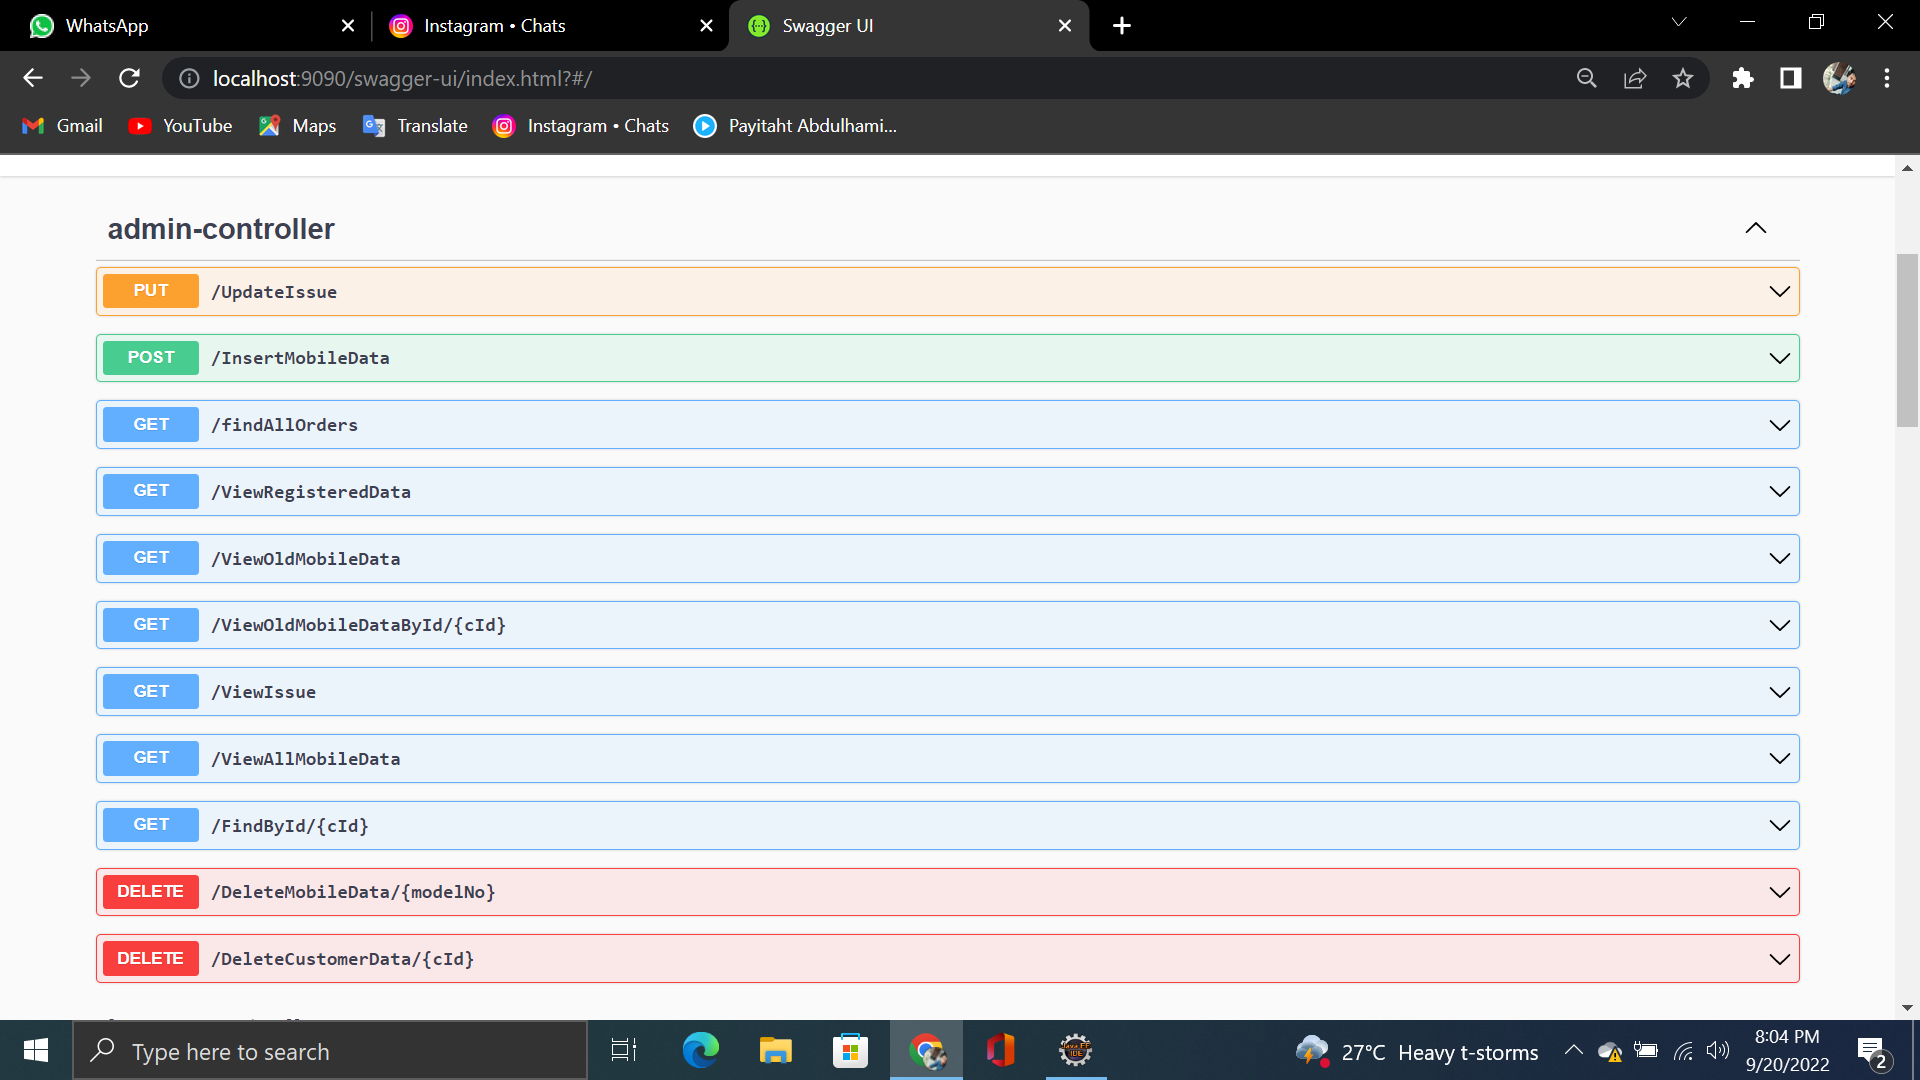 WhatsApp
Instagram • Chats
Swagger UI
localhost:9090/swagger-ui/index.html?#/
Gmail
YouTube
Maps
Translate
Instagram • Chats
Payitaht Abdulhami...
admin-controller
PUT /UpdateIssue
POST /InsertMobileData
GET /findAllOrders
GET /ViewRegisteredData
GET /ViewOldMobileData
GET /ViewOldMobileDataById/{cId}
GET /ViewIssue
GET /ViewAllMobileData
GET /FindById/{cId}
DELETE /DeleteMobileData/{modelNo}
DELETE /DeleteCustomerData/{cId}
Type here to search
27°C Heavy t-storms
8:04 PM
9/20/2022
2